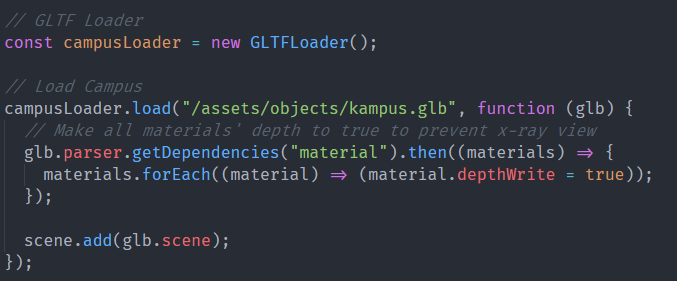 // GLTF Loader
const campusLoader = new GLTFLoader();
// Load Campus
campusLoader.load("/assets/objects/kampus.glb", function (glb) {
// Make all materials' depth to true to prevent x-ray view
glb.parser.getDependencies("material").then((materials) => {
materials.forEach((material) => (material.depthWrite = true));
});
scene.add(glb.scene);
});